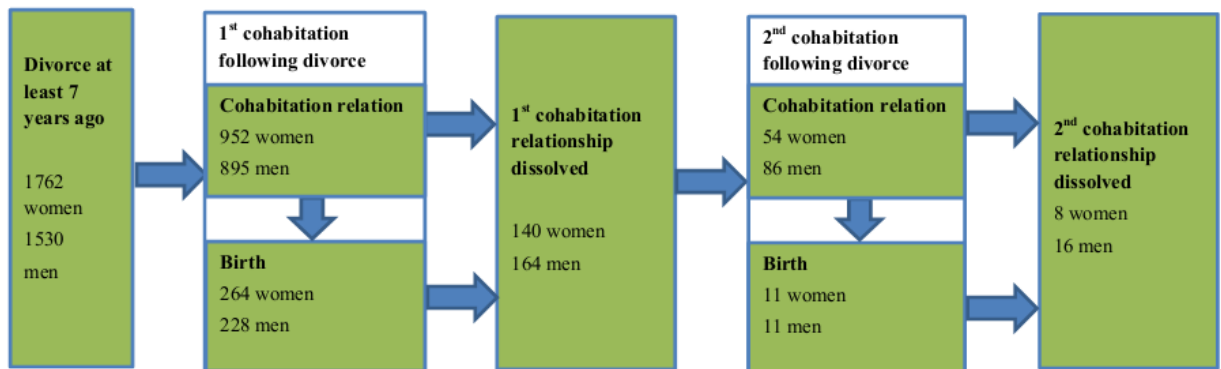 Divorce at
least 7
years ago
1762
women
1530
men
1st cohabitation
following divorce
Cohabitation relation
952 women
895 men
Birth
264 women
228 men
1st cohabitation
relationship
dissolved
140 women
164 men
2nd cohabitation
following divorce
Cohabitation relation
54 women
86 men
Birth
11 women
11 men
2nd cohabitation
relationship
dissolved
8 women
16 men